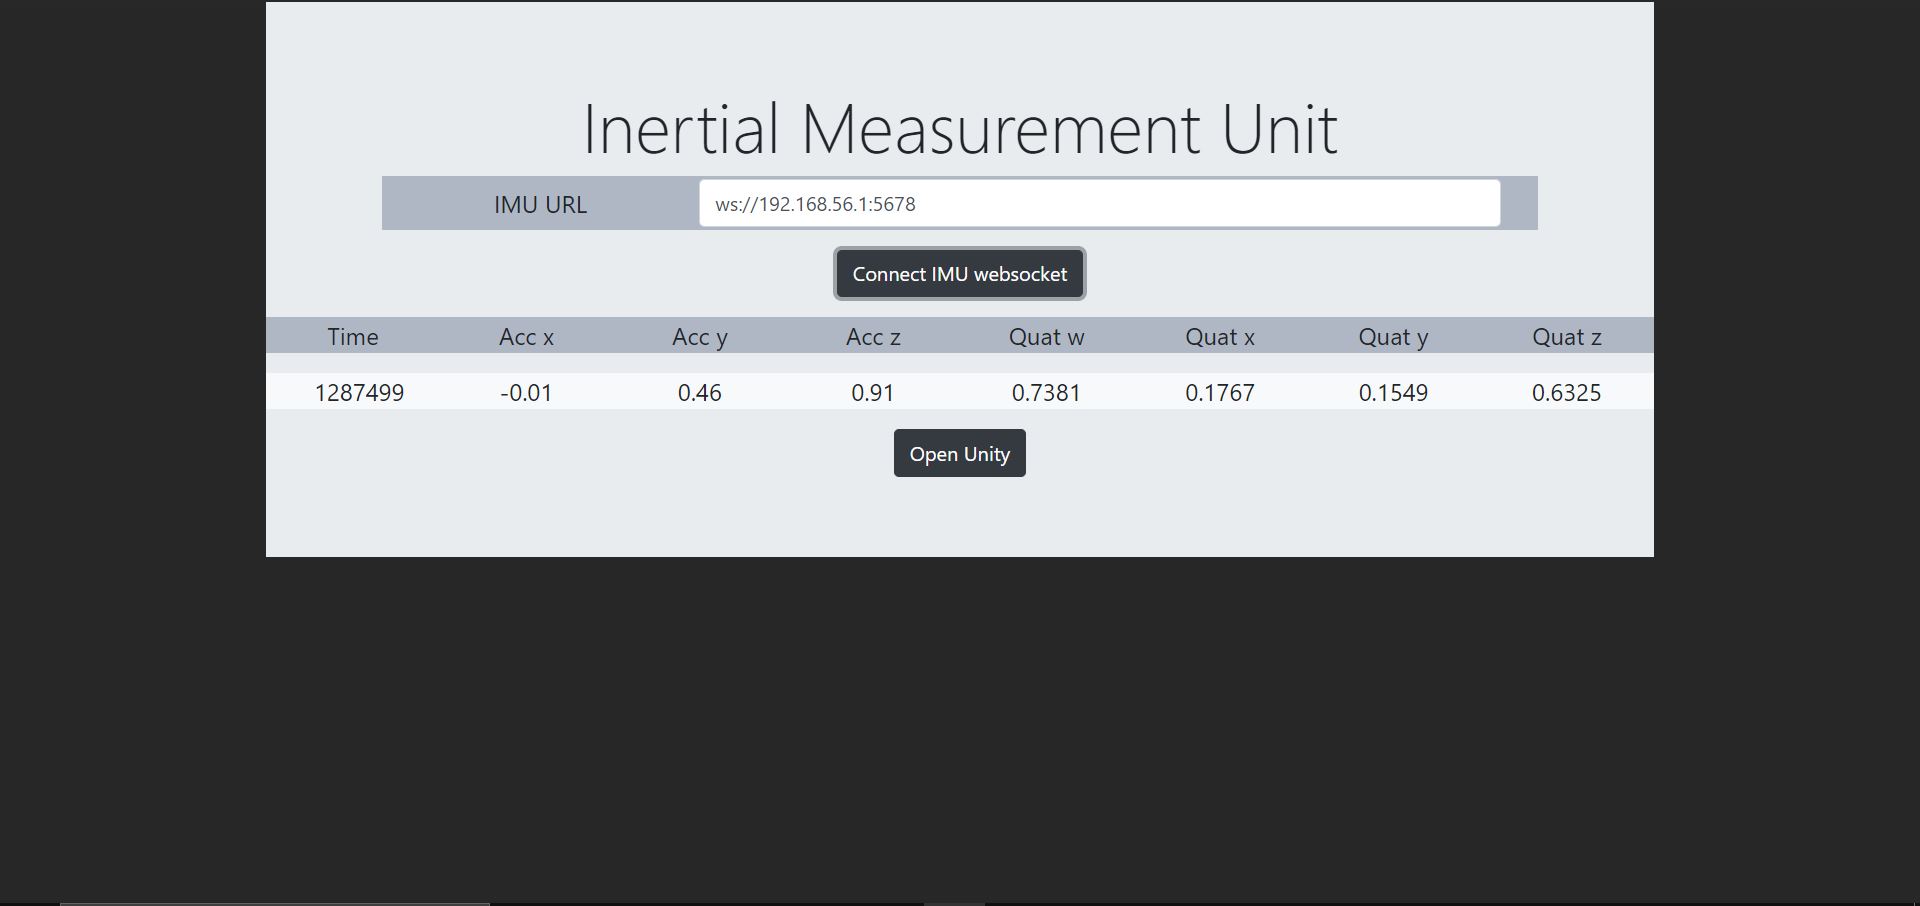 Inertial Measurement Unit
IMU URL ws://192.168.56.1:5678
Connect IMU websocket
Time Acc x Acc y Acc z Quat w Quat x Quat y Quat z
1287499 -0.01 0.46 0.91 0.7381 0.1767 0.1549 0.6325
Open Unity